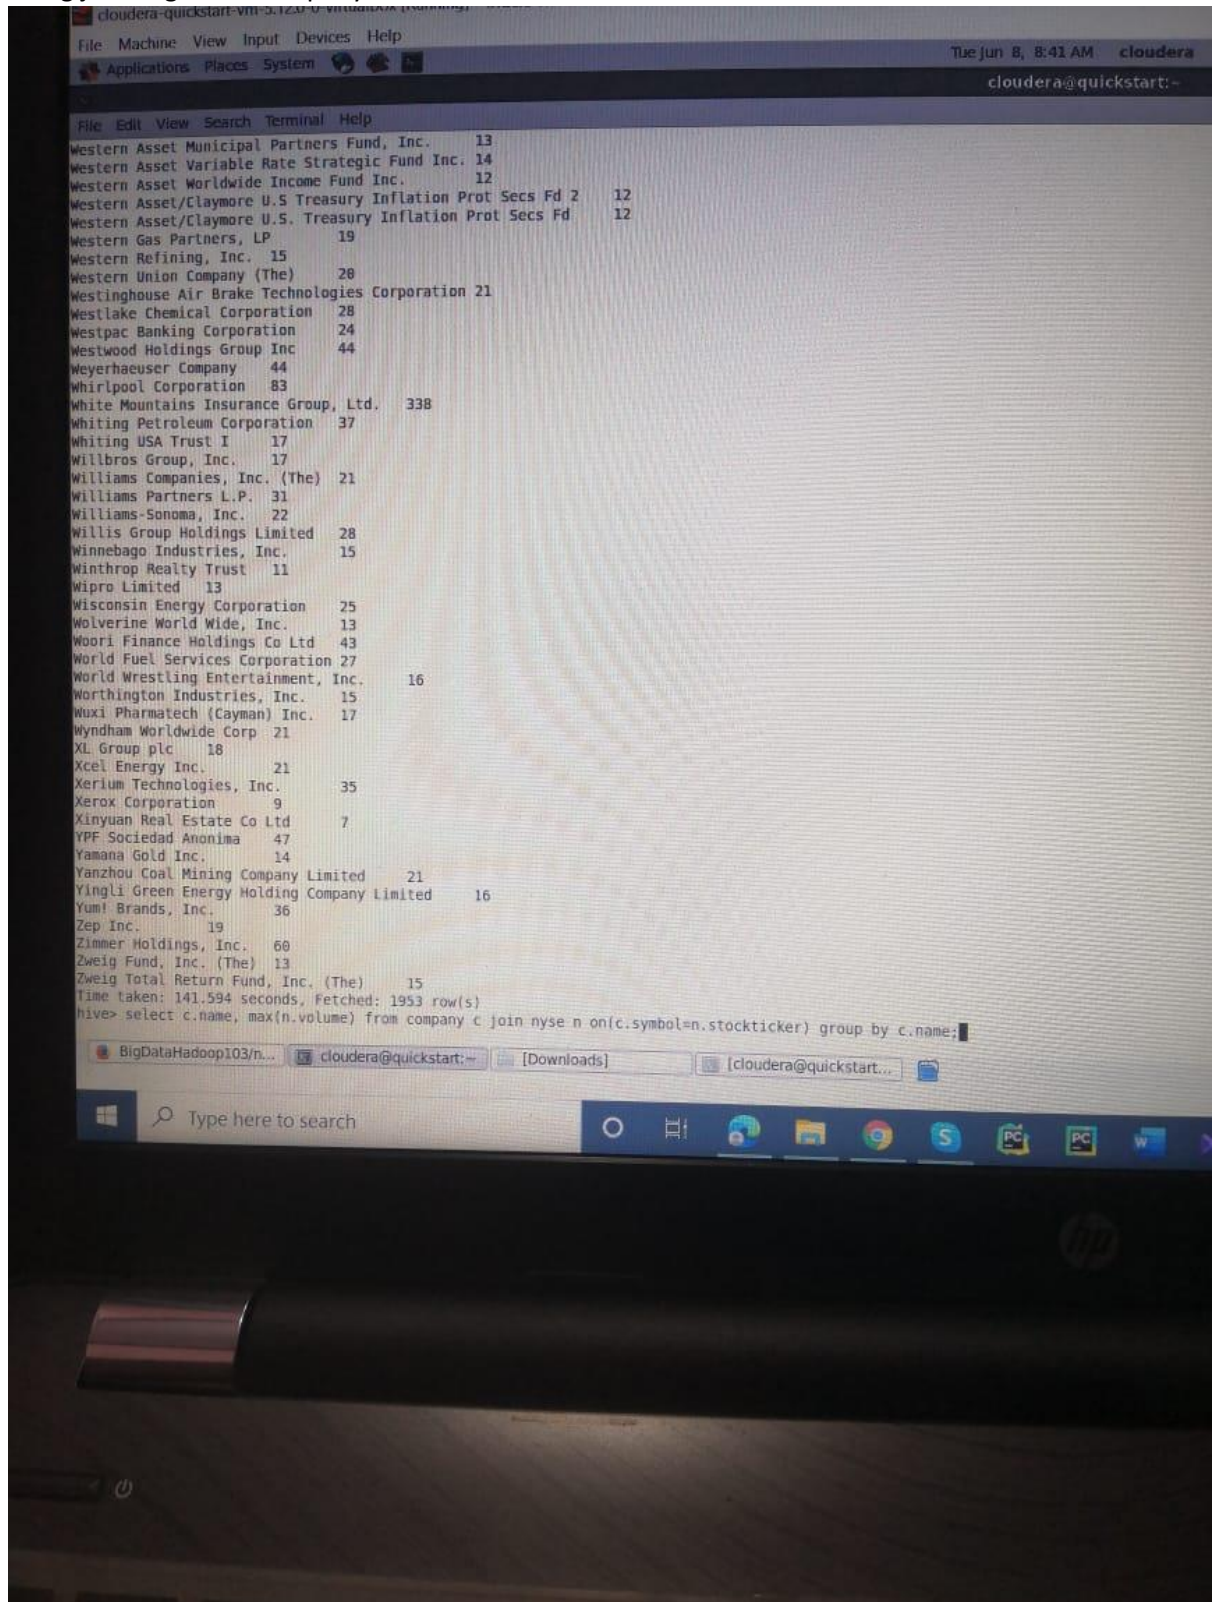 cloudera-quickstart-vm-5.12.0-0-virtualbox [Running]
File Machine View Input Devices Help
Applications Places System
Tue Jun 8, 8:41 AM cloudera
cloudera@quickstart:~
File Edit View Search Terminal Help
Western Asset Municipal Partners Fund, Inc. 13
Western Asset Variable Rate Strategic Fund Inc. 14
Western Asset Worldwide Income Fund Inc. 12
Western Asset/Claymore U.S Treasury Inflation Prot Secs Fd 2 12
Western Asset/Claymore U.S. Treasury Inflation Prot Secs Fd 12
Western Gas Partners, LP 19
Western Refining, Inc. 15
Western Union Company (The) 20
Westinghouse Air Brake Technologies Corporation 21
Westlake Chemical Corporation 28
Westpac Banking Corporation 24
Westwood Holdings Group Inc 44
Weyerhaeuser Company 44
Whirlpool Corporation 83
White Mountains Insurance Group, Ltd. 338
Whiting Petroleum Corporation 37
Whiting USA Trust I 17
Willbros Group, Inc. 17
Williams Companies, Inc. (The) 21
Williams Partners L.P. 31
Williams-Sonoma, Inc. 22
Willis Group Holdings Limited 28
Winnebago Industries, Inc. 15
Winthrop Realty Trust 11
Wipro Limited 13
Wisconsin Energy Corporation 25
Wolverine World Wide, Inc. 13
Woori Finance Holdings Co Ltd 43
World Fuel Services Corporation 27
World Wrestling Entertainment, Inc. 16
Worthington Industries, Inc. 15
Wuxi Pharmatech (Cayman) Inc. 17
Wyndham Worldwide Corp 21
XL Group plc 18
Xcel Energy Inc. 21
Xerium Technologies, Inc. 35
Xerox Corporation 9
Xinyuan Real Estate Co Ltd 7
YPF Sociedad Anonima 47
Yamana Gold Inc. 14
Yanzhou Coal Mining Company Limited 21
Yingli Green Energy Holding Company Limited 16
Yum! Brands, Inc. 36
Zep Inc. 19
Zimmer Holdings, Inc. 60
Zweig Fund, Inc. (The) 13
Zweig Total Return Fund, Inc. (The) 15
Time taken: 141.594 seconds, Fetched: 1953 row(s)
hive> select c.name, max(n.volume) from company c join nyse n on(c.symbol=n.stockticker) group by c.name;
BigDataHadoop103/n... cloudera@quickstart:~ [Downloads] [cloudera@quickstart...
Type here to search
hp